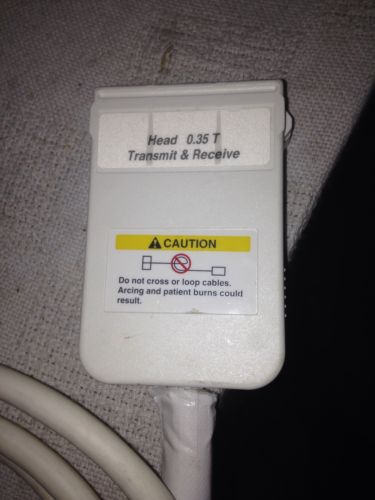 Head 0.35 T
Transmit & Receive
CAUTION
Do not cross or loop cables.
Arcing and patient burns could
result.